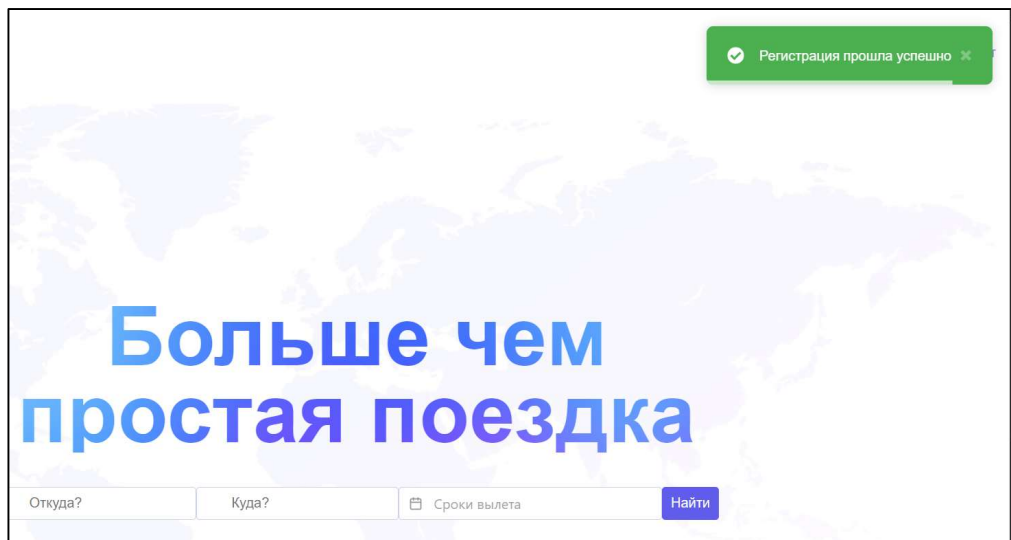 Регистрация прошла успешно
Больше чем
простая поездка
Откуда?
Куда?
Сроки вылета
Найти